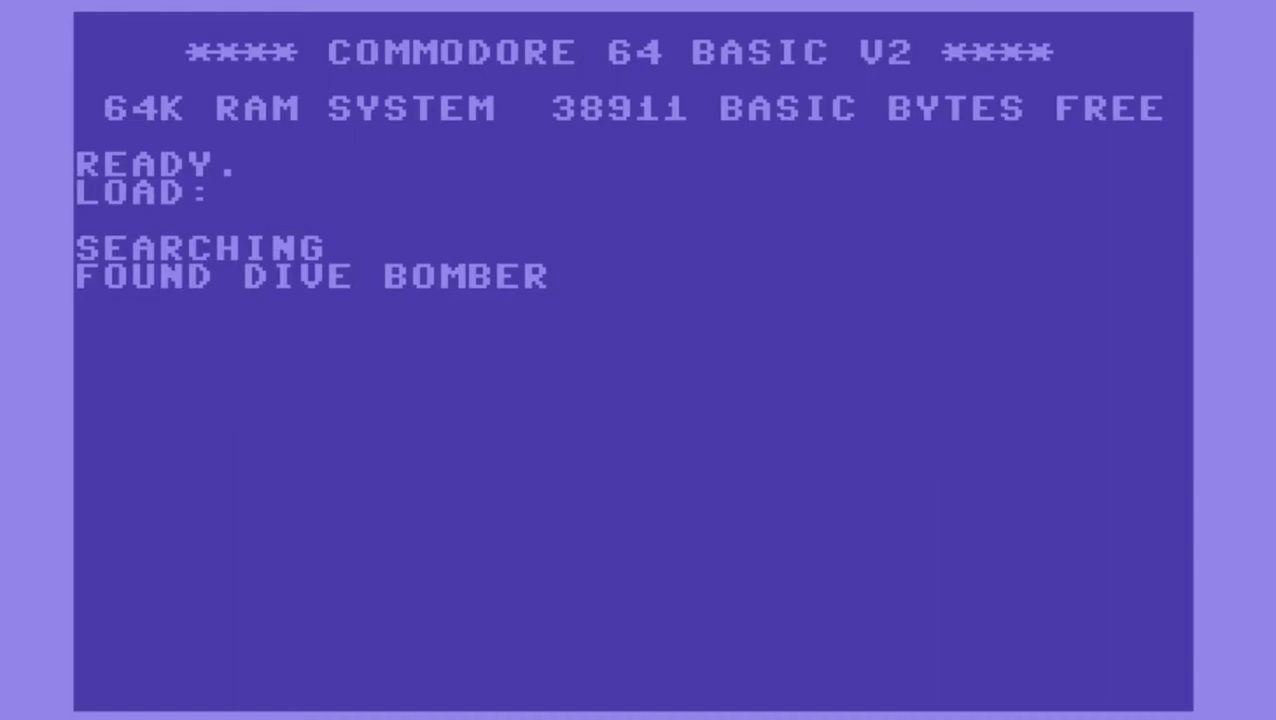 **** COMMODORE 64 BASIC V2 ****
64K RAM SYSTEM  38911 BASIC BYTES FREE
READY.
LOAD:
SEARCHING
FOUND DIVE BOMBER